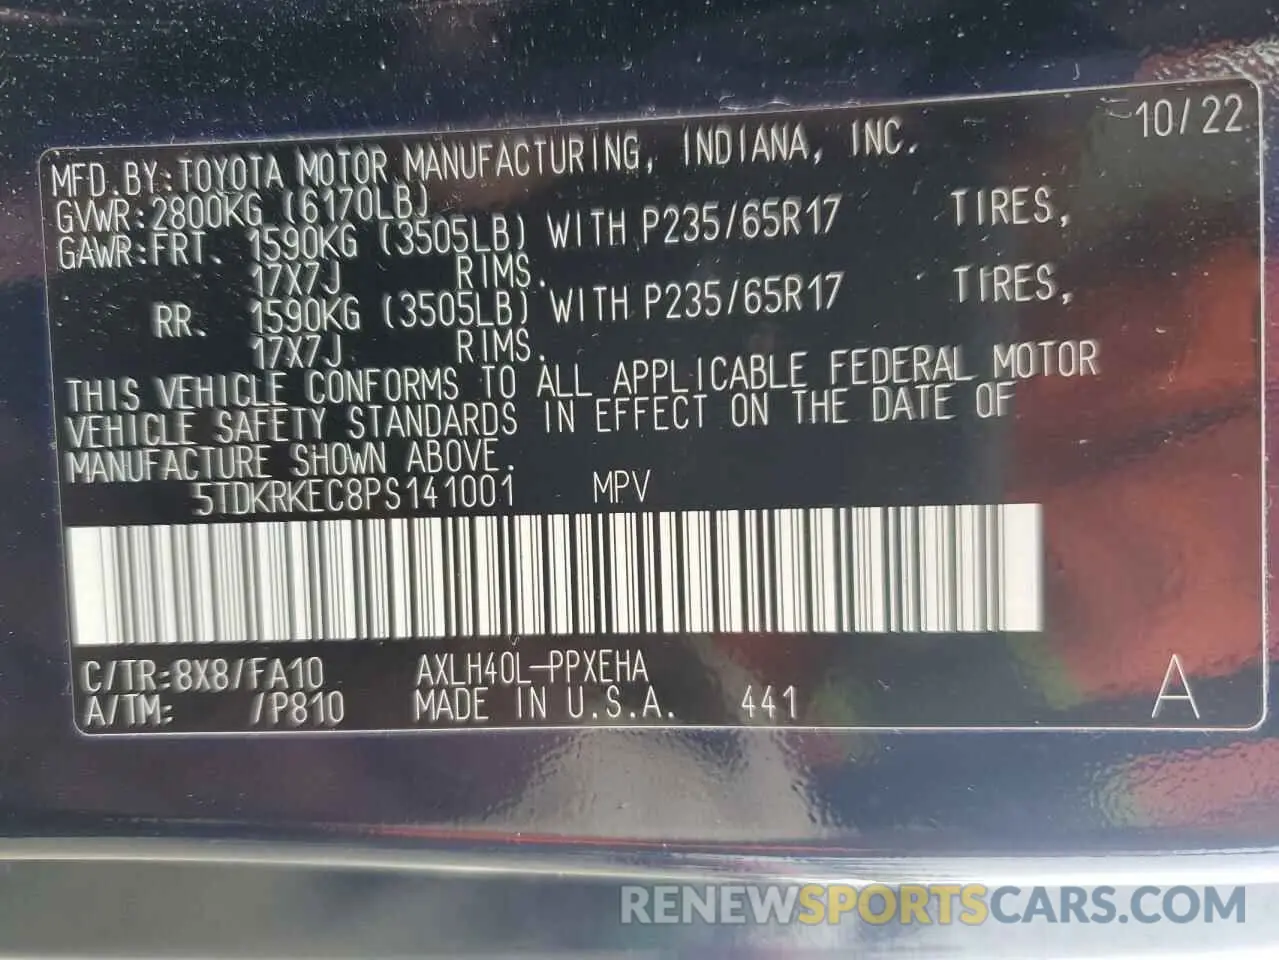 10/22
MFD.BY:TOYOTA MOTOR MANUFACTURING, INDIANA, INC.
GVWR:2800KG (6170LB)
GAWR:FRT. 1590KG (3505LB) WITH P235/65R17 TIRES,
17X7J RIMS.
RR. 1590KG (3505LB) WITH P235/65R17 TIRES,
17X7J RIMS.
THIS VEHICLE CONFORMS TO ALL APPLICABLE FEDERAL MOTOR
VEHICLE SAFETY STANDARDS IN EFFECT ON THE DATE OF
MANUFACTURE SHOWN ABOVE.
5TDKRKEC8PS141001 MPV
C/TR:8X8/FA10 AXLH40L-PPXEHA
A/TM: /P810 MADE IN U.S.A. 441 A
RENEWSPORTSCARS.COM